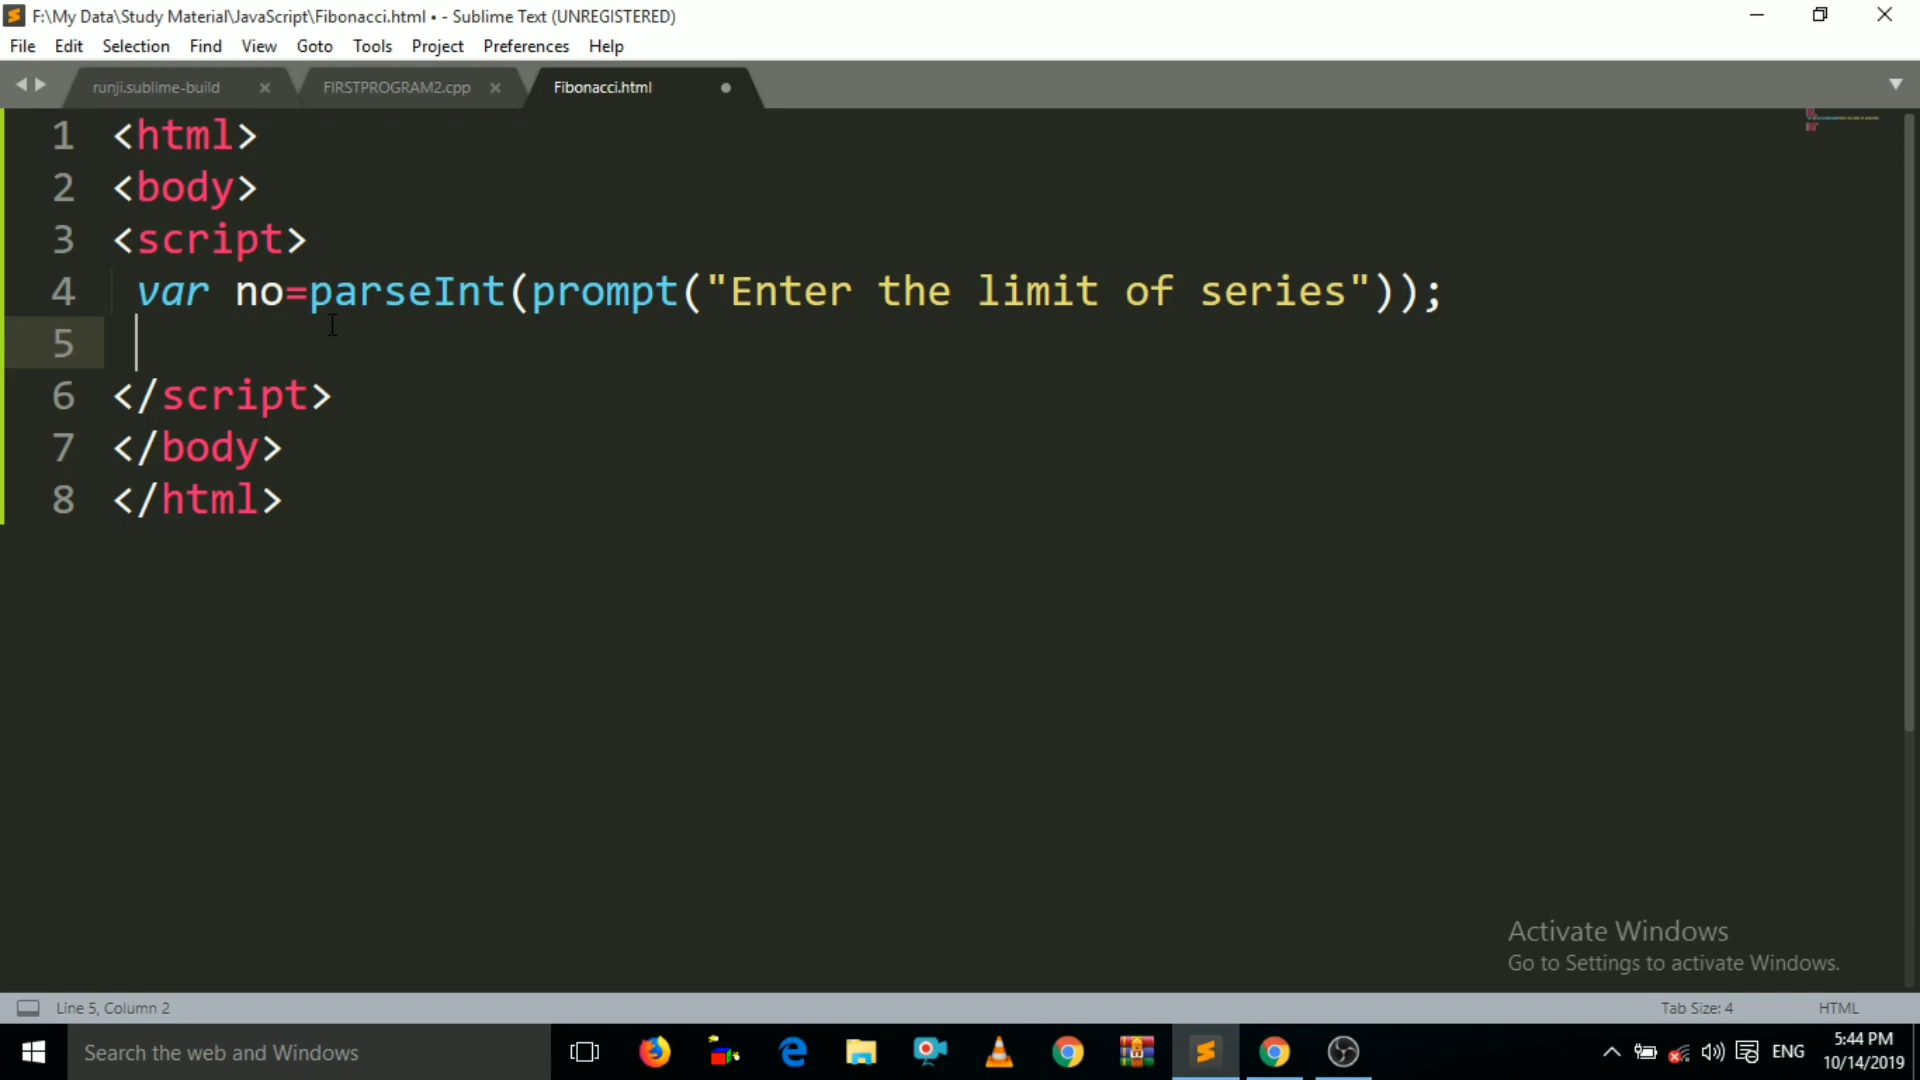 F:\My Data\Study Material\JavaScript\Fibonacci.html • - Sublime Text (UNREGISTERED)
File Edit Selection Find View Goto Tools Project Preferences Help
runji.sublime-build FIRSTPROGRAM2.cpp Fibonacci.html
1 <html>
2 <body>
3 <script>
4 var no=parseInt(prompt("Enter the limit of series"));
5
6 </script>
7 </body>
8 </html>
Activate Windows
Go to Settings to activate Windows.
Line 5, Column 2 Tab Size: 4 HTML
Search the web and Windows ENG 5:44 PM
10/14/2019